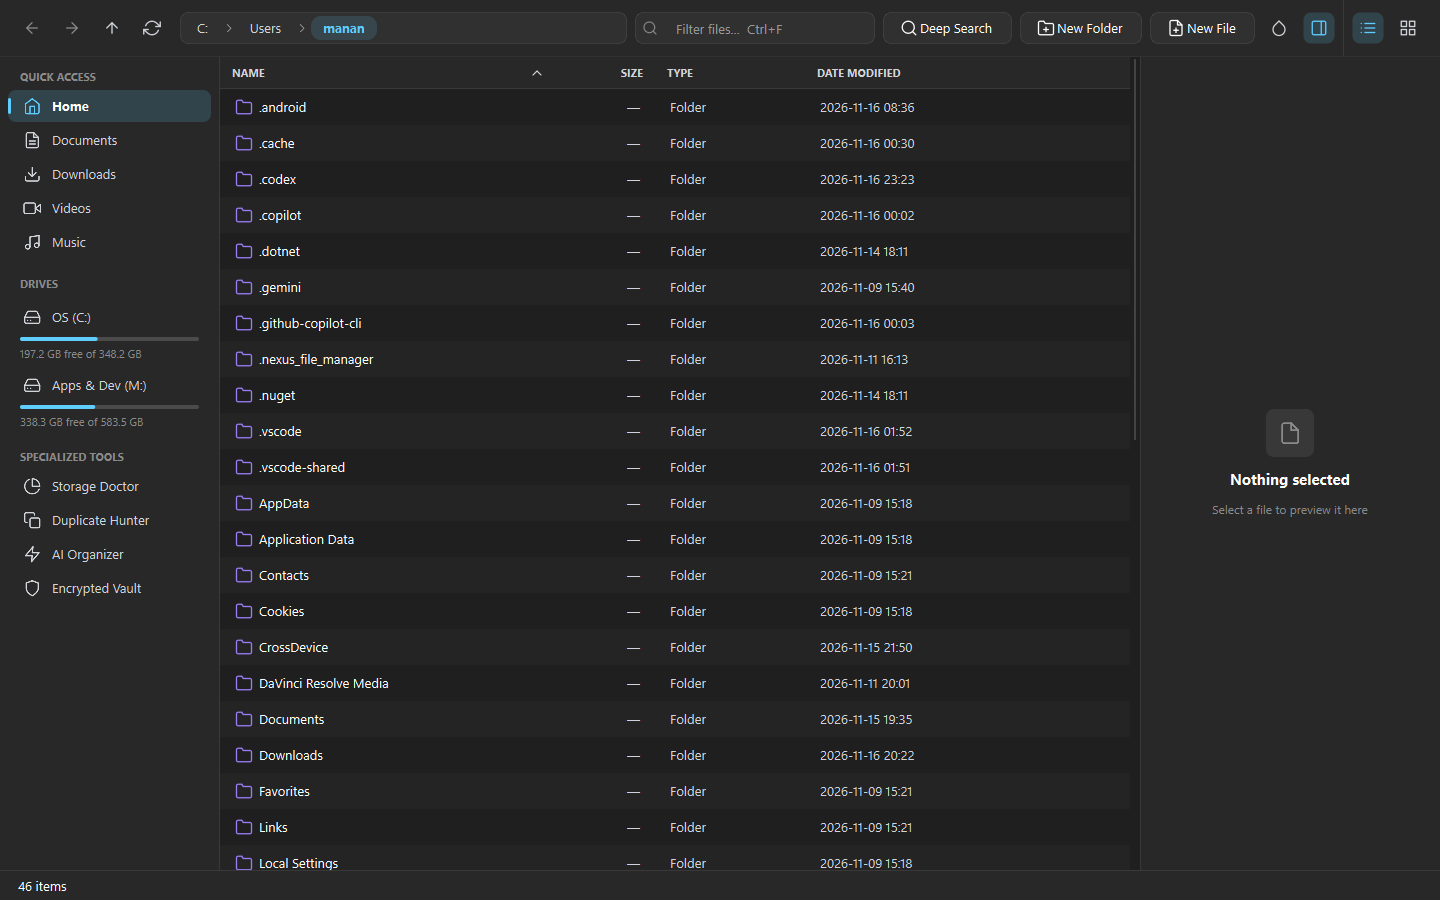 C: Users manan Filter files... Ctrl+F Deep Search New Folder New File
QUICK ACCESS
Home
Documents
Downloads
Videos
Music
DRIVES
OS (C:)
197.2 GB free of 348.2 GB
Apps & Dev (M:)
338.3 GB free of 583.5 GB
SPECIALIZED TOOLS
Storage Doctor
Duplicate Hunter
AI Organizer
Encrypted Vault
NAME SIZE TYPE DATE MODIFIED
.android — Folder 2026-11-16 08:36
.cache — Folder 2026-11-16 00:30
.codex — Folder 2026-11-16 23:23
.copilot — Folder 2026-11-16 00:02
.dotnet — Folder 2026-11-14 18:11
.gemini — Folder 2026-11-09 15:40
.github-copilot-cli — Folder 2026-11-16 00:03
.nexus_file_manager — Folder 2026-11-11 16:13
.nuget — Folder 2026-11-14 18:11
.vscode — Folder 2026-11-16 01:52
.vscode-shared — Folder 2026-11-16 01:51
AppData — Folder 2026-11-09 15:18
Application Data — Folder 2026-11-09 15:18
Contacts — Folder 2026-11-09 15:21
Cookies — Folder 2026-11-09 15:18
CrossDevice — Folder 2026-11-15 21:50
DaVinci Resolve Media — Folder 2026-11-11 20:01
Documents — Folder 2026-11-15 19:35
Downloads — Folder 2026-11-16 20:22
Favorites — Folder 2026-11-09 15:21
Links — Folder 2026-11-09 15:21
Local Settings — Folder 2026-11-09 15:18
Nothing selected
Select a file to preview it here
46 items